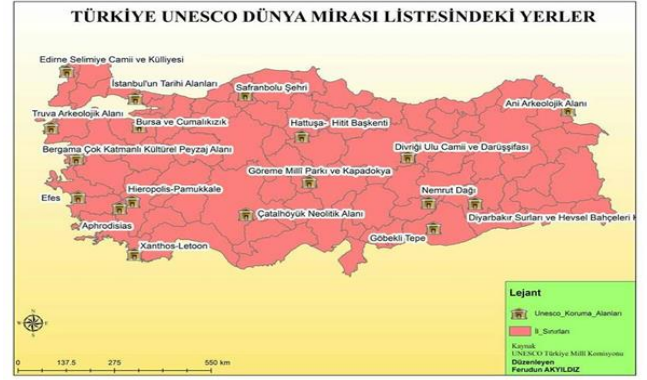 TÜRKİYE UNESCO DÜNYA MİRASI LİSTESİNDEKİ YERLER
Edirne Selimiye Camii ve Külliyesi
İstanbul'un Tarihi Alanları
Safranbolu Şehri
Ani Arkeolojik Alanı
Truva Arkeolojik Alanı
Bursa ve Cumalıkızık
Hattuşa- Hitit Başkenti
Bergama Çok Katmanlı Kültürel Peyzaj Alanı
Divriği Ulu Camii ve Darüşşifası
Göreme Millî Parkı ve Kapadokya
Efes
Hieropolis-Pamukkale
Nemrut Dağı
Aphrodisias
Çatalhöyük Neolitik Alanı
Diyarbakır Surları ve Hevsel Bahçeleri K
Xanthos-Letoon
Göbekli Tepe
Lejant
Unesco_Koruma_Alanları
İl_Sınırları
Kaynak
UNESCO Türkiye Millî Komisyonu
Düzenleyen
Ferudun AKYILDIZ
N
W E
S
0 137.5 275 550 km